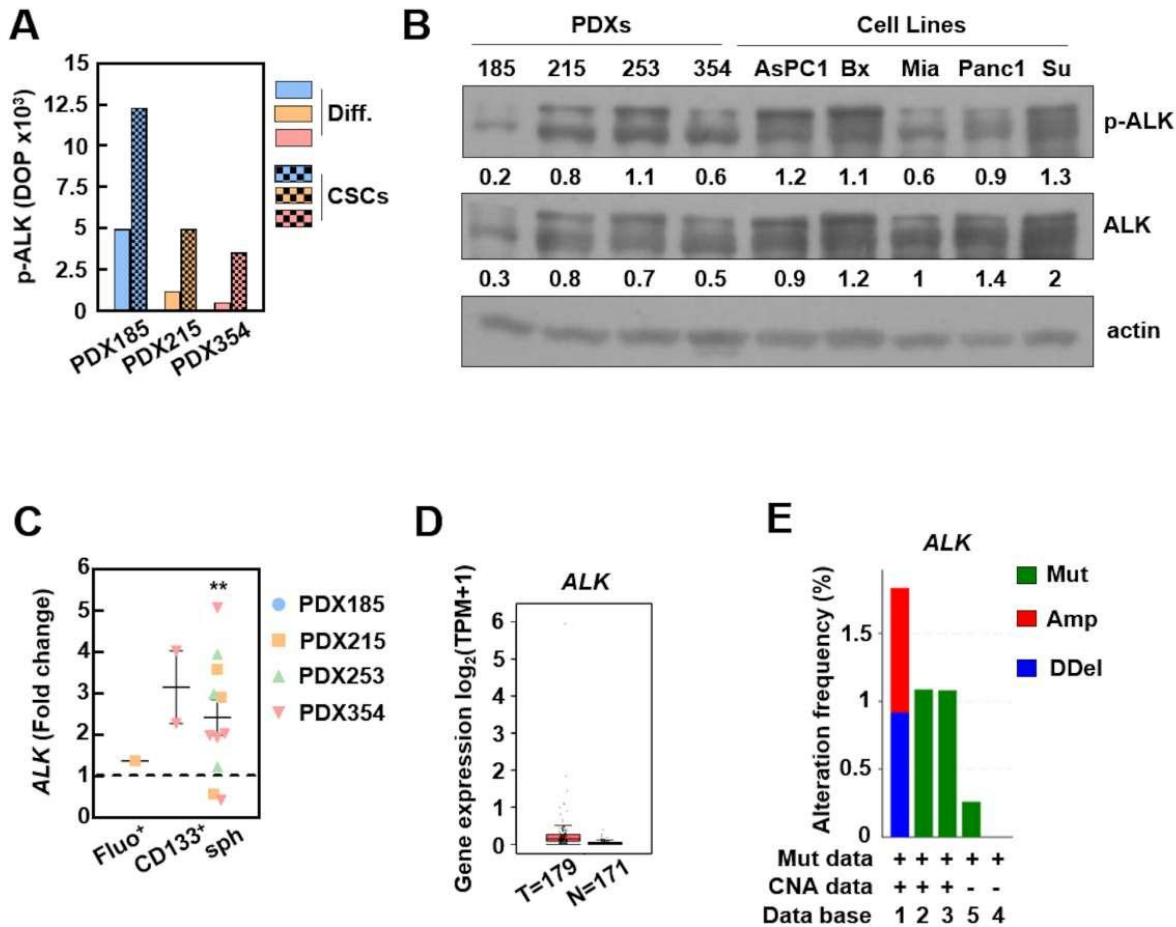 A
p-ALK (DOP x10³)
15
12.5
10
7.5
5
2.5
0
PDX185
PDX215
PDX354
Diff.
CSCs
B
PDXs Cell Lines
185 215 253 354 AsPC1 Bx Mia Panc1 Su
p-ALK
0.2 0.8 1.1 0.6 1.2 1.1 0.6 0.9 1.3
ALK
0.3 0.8 0.7 0.5 0.9 1.2 1 1.4 2
actin
C
ALK (Fold change)
6
5
4
3
2
1
0
**
Fluo⁺
CD133⁺
sph
PDX185
PDX215
PDX253
PDX354
D
ALK
Gene expression log₂(TPM+1)
6
5
4
3
2
1
0
T=179
N=171
E
ALK
Alteration frequency (%)
1.5
1
0.5
0
Mut
Amp
DDel
Mut data + + + + +
CNA data + + + - -
Data base 1 2 3 5 4